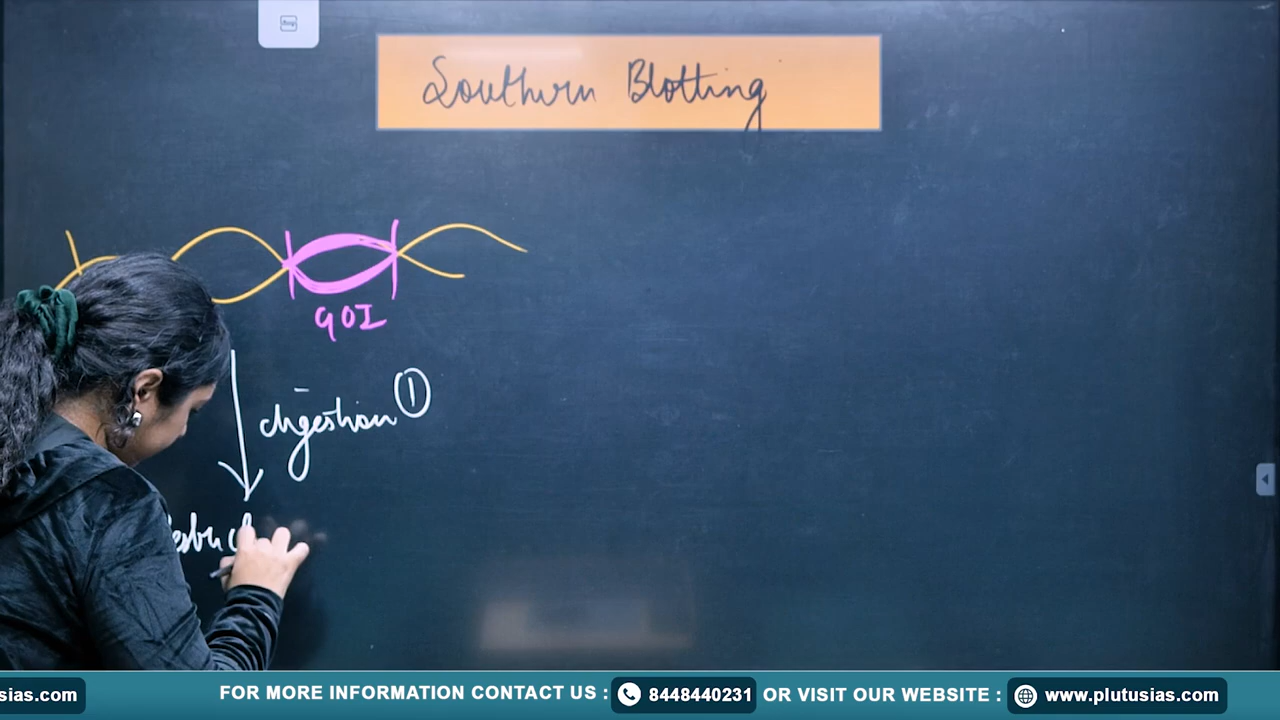 Southern Blotting
GOI
digestion ①
sias.com
FOR MORE INFORMATION CONTACT US : 8448440231 OR VISIT OUR WEBSITE : www.plutusias.com